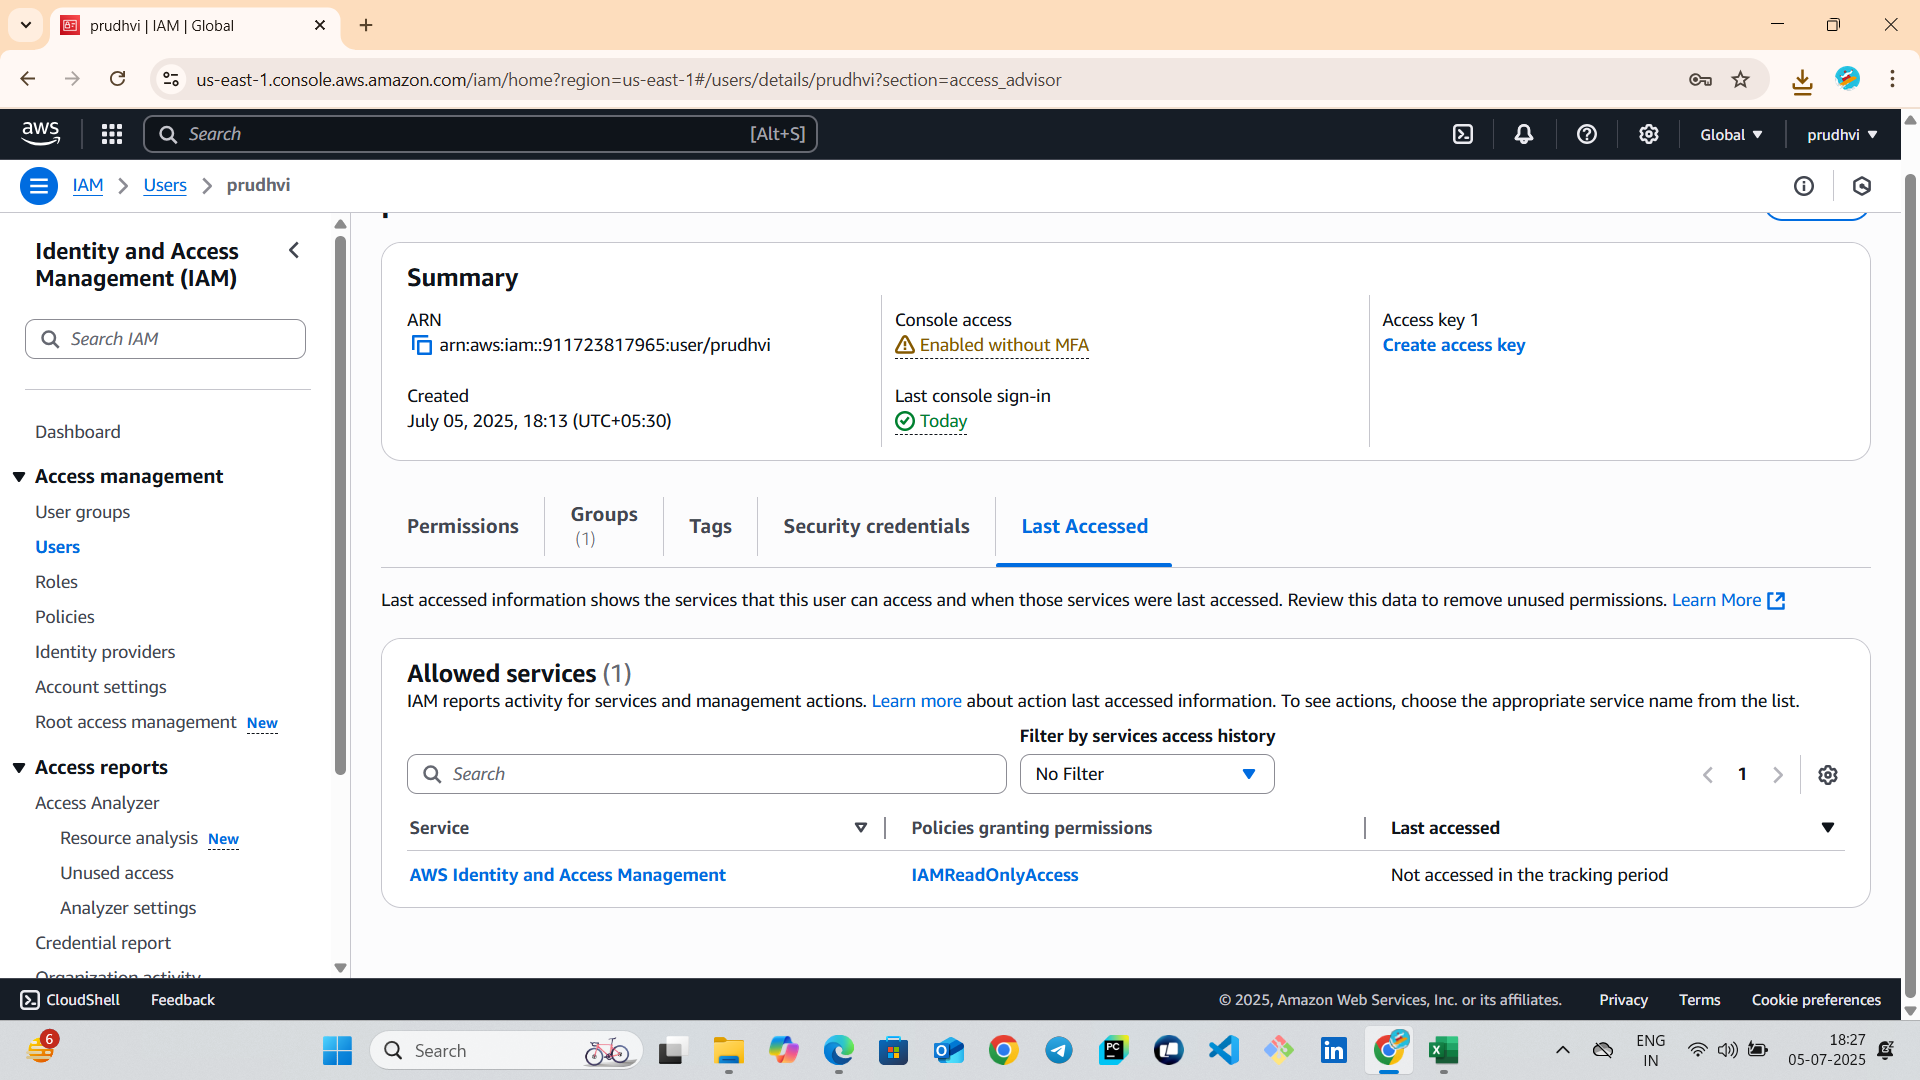 prudhvi | IAM | Global
us-east-1.console.aws.amazon.com/iam/home?region=us-east-1#/users/details/prudhvi?section=access_advisor
aws
Search
[Alt+S]
Global
prudhvi
IAM
Users
prudhvi
Identity and Access
Management (IAM)
Search IAM
Dashboard
Access management
User groups
Users
Roles
Policies
Identity providers
Account settings
Root access management New
Access reports
Access Analyzer
Resource analysis New
Unused access
Analyzer settings
Credential report
Organization activity
Summary
ARN
arn:aws:iam::911723817965:user/prudhvi
Created
July 05, 2025, 18:13 (UTC+05:30)
Console access
Enabled without MFA
Last console sign-in
Today
Access key 1
Create access key
Permissions
Groups
(1)
Tags
Security credentials
Last Accessed
Last accessed information shows the services that this user can access and when those services were last accessed. Review this data to remove unused permissions. Learn More
Allowed services (1)
IAM reports activity for services and management actions. Learn more about action last accessed information. To see actions, choose the appropriate service name from the list.
Filter by services access history
Search
No Filter
1
Service
Policies granting permissions
Last accessed
AWS Identity and Access Management
IAMReadOnlyAccess
Not accessed in the tracking period
CloudShell
Feedback
© 2025, Amazon Web Services, Inc. or its affiliates.
Privacy
Terms
Cookie preferences
6
Search
PC
in
ENG
IN
18:27
05-07-2025